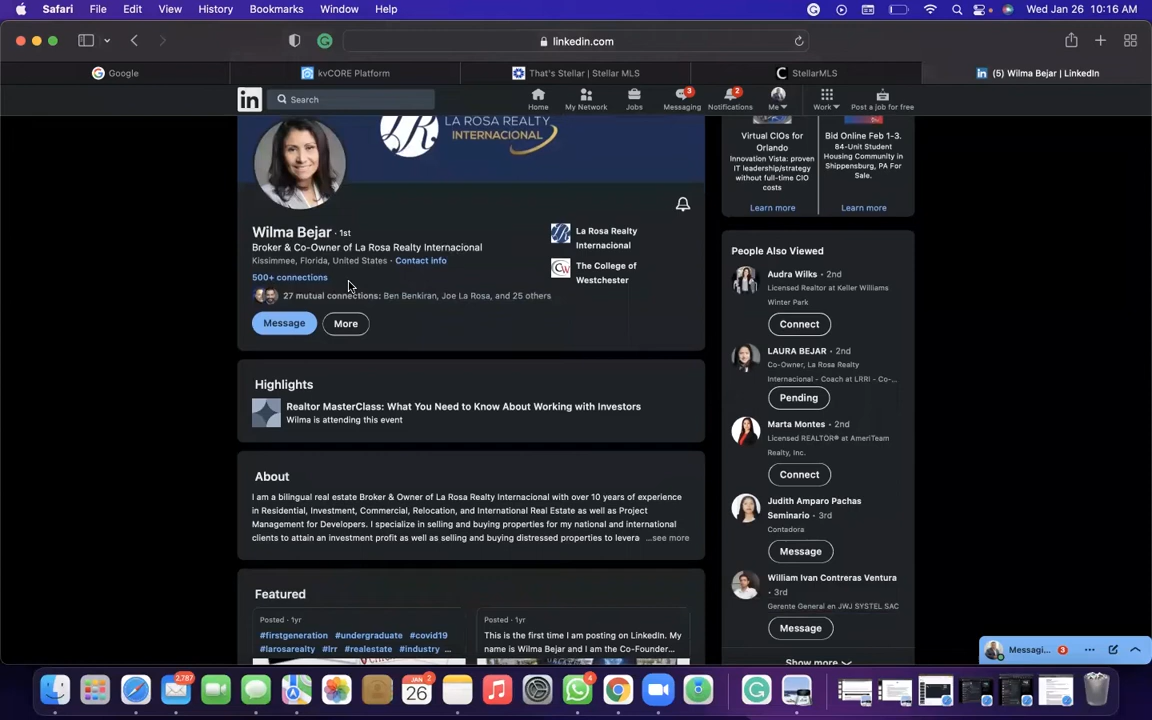 Safari File Edit View History Bookmarks Window Help Wed Jan 26 10:16 AM
linkedin.com
Google kvCORE Platform That's Stellar | Stellar MLS StellarMLS (5) Wilma Bejar | LinkedIn
in Search Home My Network Jobs 3 Messaging 2 Notifications Me Work Post a job for free
LA ROSA REALTY
INTERNACIONAL
Wilma Bejar · 1st
Broker & Co-Owner of La Rosa Realty Internacional
Kissimmee, Florida, United States · Contact info
500+ connections
27 mutual connections: Ben Benkiran, Joe La Rosa, and 25 others
Message More
La Rosa Realty
Internacional
The College of
Westchester
Highlights
Realtor MasterClass: What You Need to Know About Working with Investors
Wilma is attending this event
About
I am a bilingual real estate Broker & Owner of La Rosa Realty Internacional with over 10 years of experience
in Residential, Investment, Commercial, Relocation, and International Real Estate as well as Project
Management for Developers. I specialize in selling and buying properties for my national and international
clients to attain an investment profit as well as selling and buying distressed properties to levera ...see more
Featured
Posted · 1yr
#firstgeneration #undergraduate #covid19
#larosarealty #lrr #realestate #industry ...
Posted · 1yr
This is the first time I am posting on LinkedIn. My
name is Wilma Bejar and I am the Co-Founder...
Virtual CIOs for
Orlando
Innovation Vista: proven
IT leadership/strategy
without full-time CIO
costs
Learn more
Bid Online Feb 1-3.
84-Unit Student
Housing Community in
Shippensburg, PA For
Sale.
Learn more
People Also Viewed
Audra Wilks · 2nd
Licensed Realtor at Keller Williams
Winter Park
Connect
LAURA BEJAR · 2nd
Co-Owner, La Rosa Realty
Internacional - Coach at LRRI - Co-...
Pending
Marta Montes · 2nd
Licensed REALTOR® at AmeriTeam
Realty, Inc.
Connect
Judith Amparo Pachas
Seminario · 3rd
Contadora
Message
William Ivan Contreras Ventura
· 3rd
Gerente General en JWJ SYSTEL SAC
Message
Show more
Messagi... 3
2,787
JAN 2
26
4